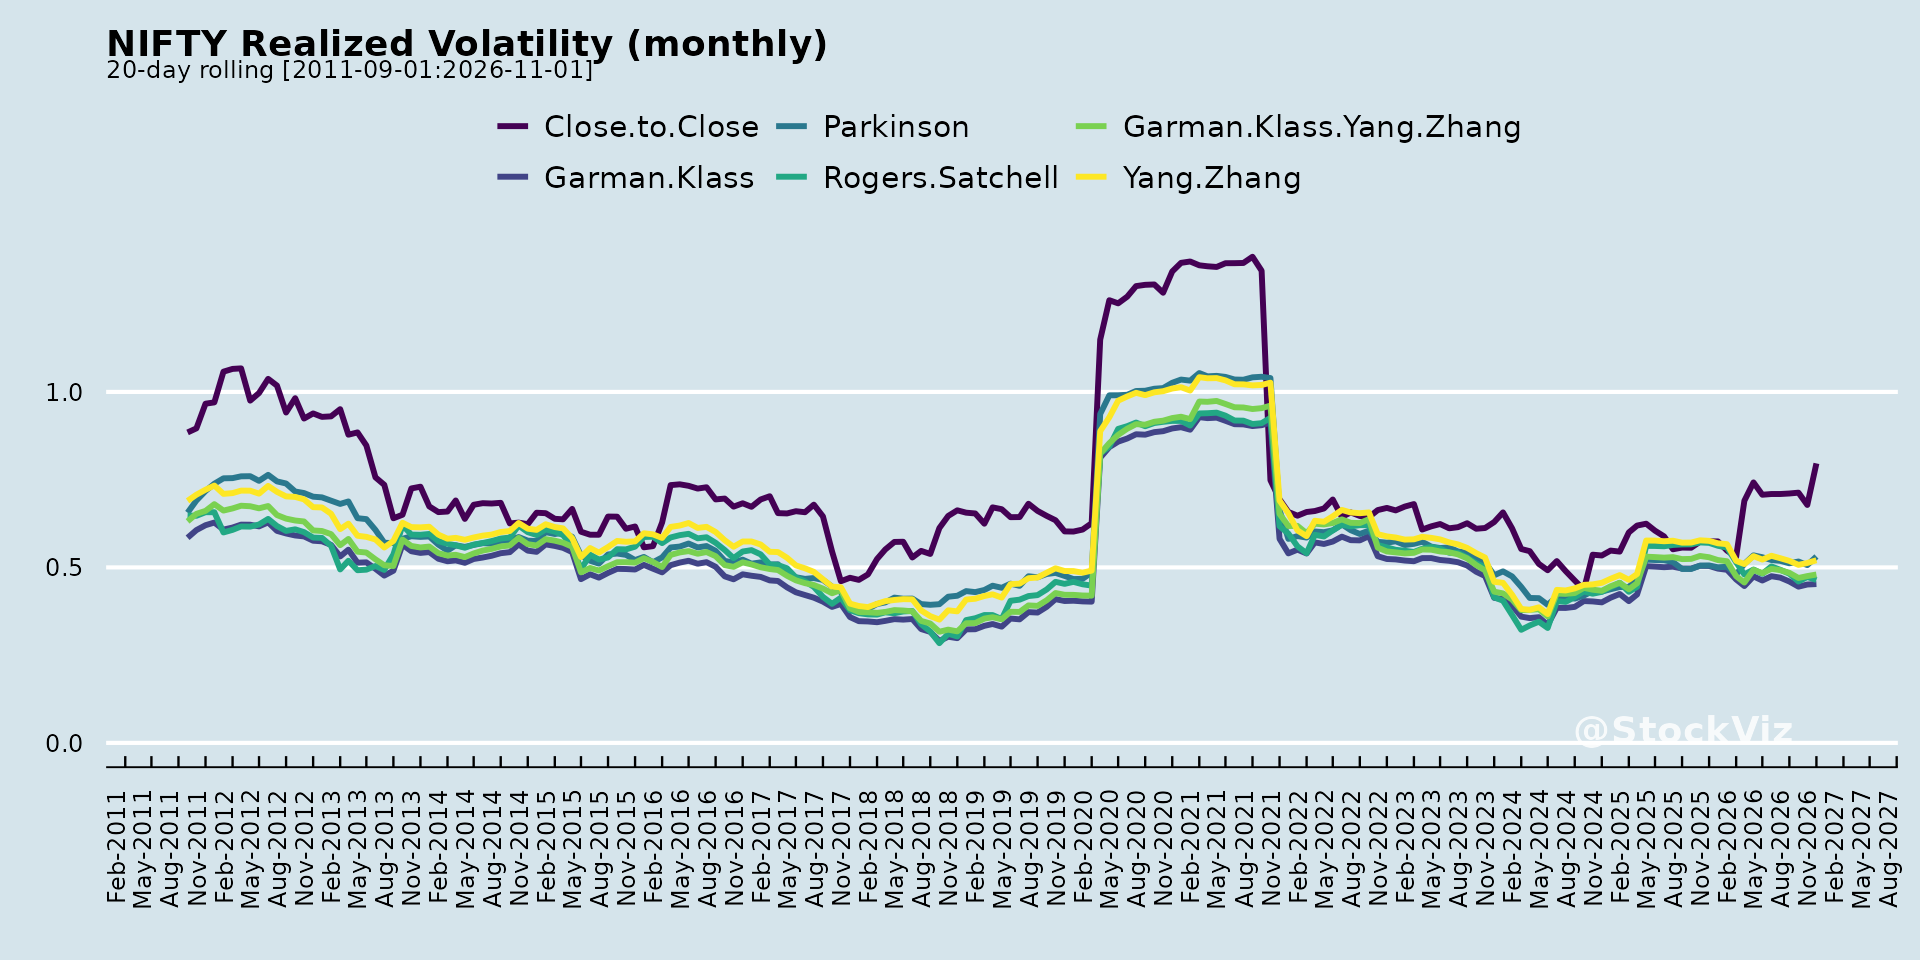 NIFTY Realized Volatility (monthly)
20-day rolling [2011-09-01:2026-11-01]
Close.to.Close Parkinson Garman.Klass.Yang.Zhang
Garman.Klass Rogers.Satchell Yang.Zhang
1.0
0.5
0.0
@StockViz
Feb-2011
May-2011
Aug-2011
Nov-2011
Feb-2012
May-2012
Aug-2012
Nov-2012
Feb-2013
May-2013
Aug-2013
Nov-2013
Feb-2014
May-2014
Aug-2014
Nov-2014
Feb-2015
May-2015
Aug-2015
Nov-2015
Feb-2016
May-2016
Aug-2016
Nov-2016
Feb-2017
May-2017
Aug-2017
Nov-2017
Feb-2018
May-2018
Aug-2018
Nov-2018
Feb-2019
May-2019
Aug-2019
Nov-2019
Feb-2020
May-2020
Aug-2020
Nov-2020
Feb-2021
May-2021
Aug-2021
Nov-2021
Feb-2022
May-2022
Aug-2022
Nov-2022
Feb-2023
May-2023
Aug-2023
Nov-2023
Feb-2024
May-2024
Aug-2024
Nov-2024
Feb-2025
May-2025
Aug-2025
Nov-2025
Feb-2026
May-2026
Aug-2026
Nov-2026
Feb-2027
May-2027
Aug-2027